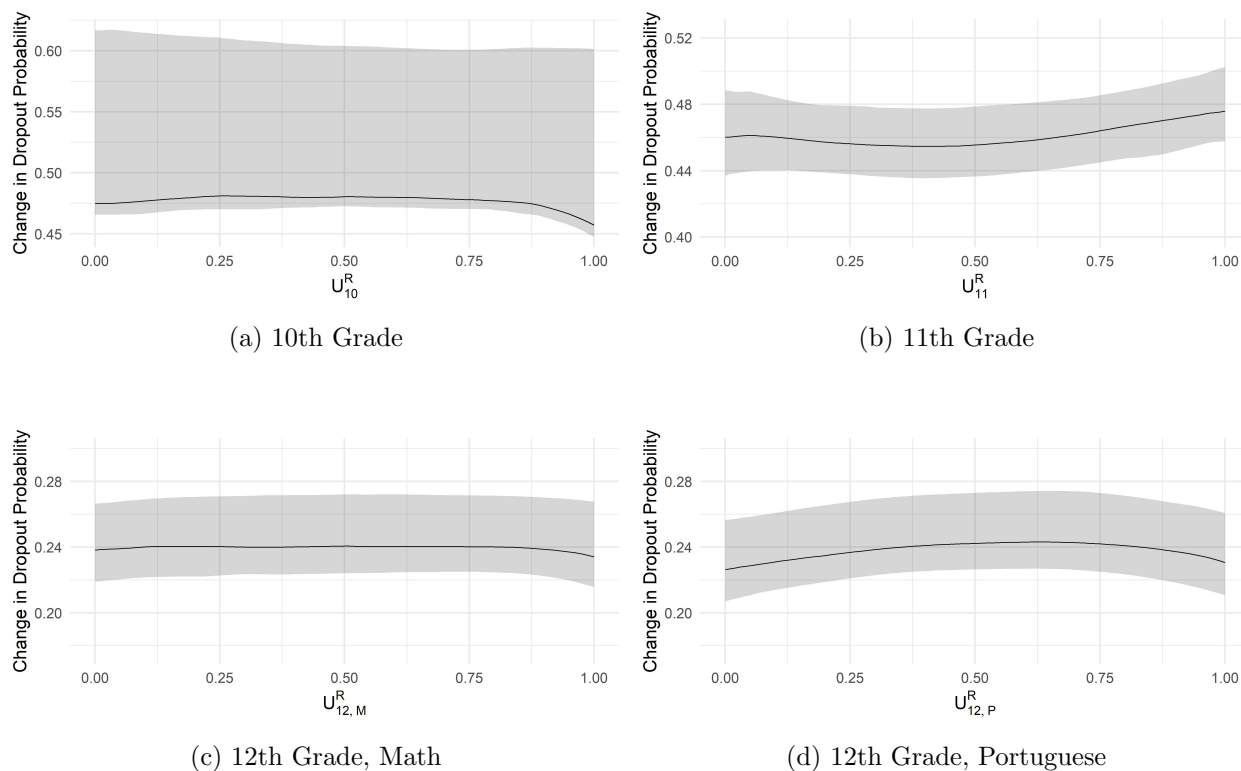 Change in Dropout Probability
0.60
0.55
0.50
0.45
0.00 0.25 0.50 0.75 1.00
U^R_10
(a) 10th Grade
Change in Dropout Probability
0.52
0.48
0.44
0.40
0.00 0.25 0.50 0.75 1.00
U^R_11
(b) 11th Grade
Change in Dropout Probability
0.28
0.24
0.20
0.00 0.25 0.50 0.75 1.00
U^R_12, M
(c) 12th Grade, Math
Change in Dropout Probability
0.28
0.24
0.20
0.00 0.25 0.50 0.75 1.00
U^R_12, P
(d) 12th Grade, Portuguese